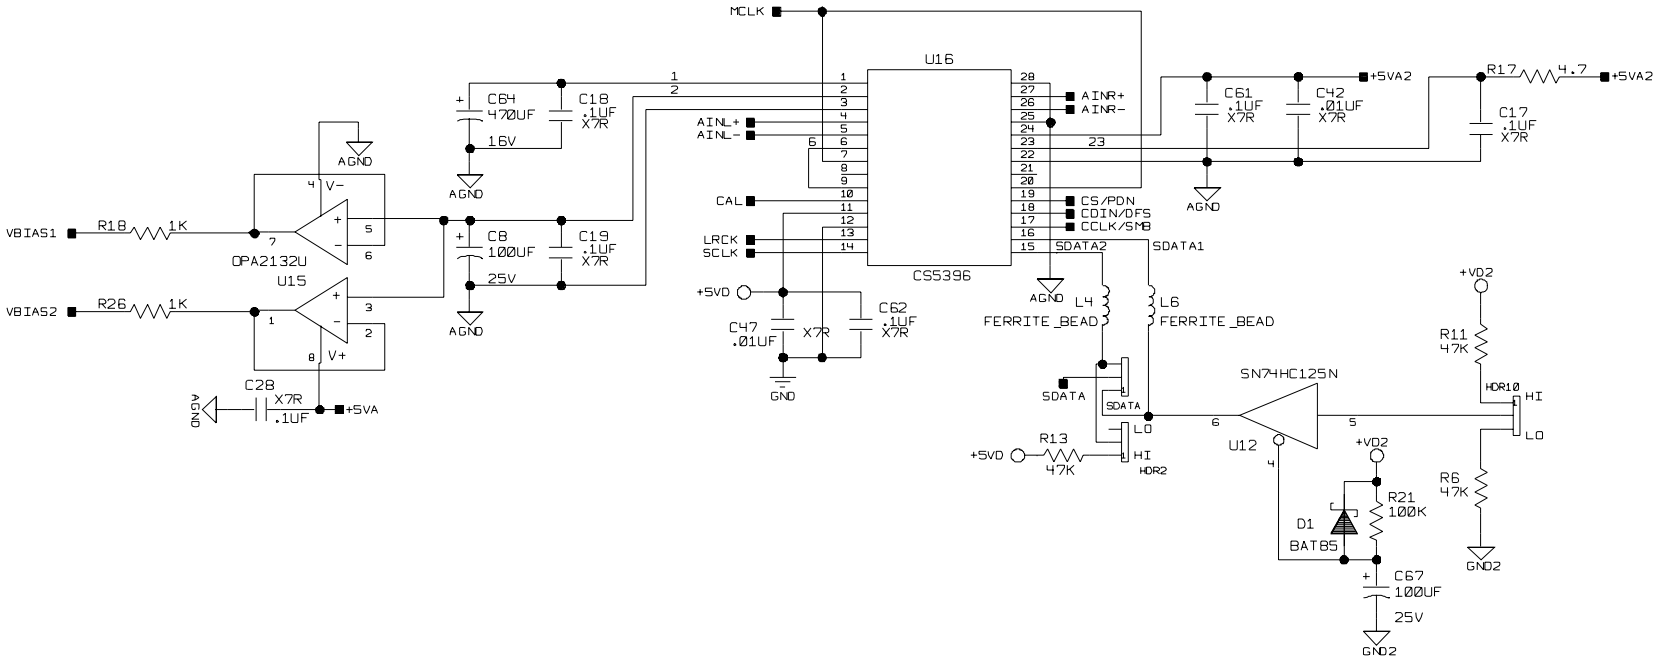 MCLK
U16
CS5396
1
2
3
4
5
6
7
8
9
10
11
12
13
14
28
27
26
25
24
23
22
21
20
19
18
17
16
15
1
2
6
23
AINL+
AINL-
CAL
LRCK
SCLK
AINR+
AINR-
CS/PDN
CDIN/DFS
CCLK/SMB
SDATA2
SDATA1
+
C64
470UF
16V
C18
.1UF
X7R
AGND
+
C8
100UF
25V
C19
.1UF
X7R
AGND
AGND
4
V-
+
-
5
6
7
OPA2132U
U15
+
-
3
2
1
8
V+
VBIAS1
R18
1K
VBIAS2
R26
1K
C28
X7R
.1UF
AGND
+5VA
+5VD
C47
.01UF
X7R
C62
.1UF
X7R
GND
C61
.1UF
X7R
C42
.01UF
X7R
+5VA2
AGND
R17
4.7
+5VA2
C17
.1UF
X7R
AGND
L4
FERRITE_BEAD
L6
FERRITE_BEAD
SDATA
1
SDATA
LO
1
HI
HDR2
+5VD
R13
47K
SN74HC125N
6
5
U12
4
+VD2
R11
47K
HDR10
1
HI
LO
R6
47K
GND2
+VD2
D1
BAT85
R21
100K
+
C67
100UF
25V
GND2